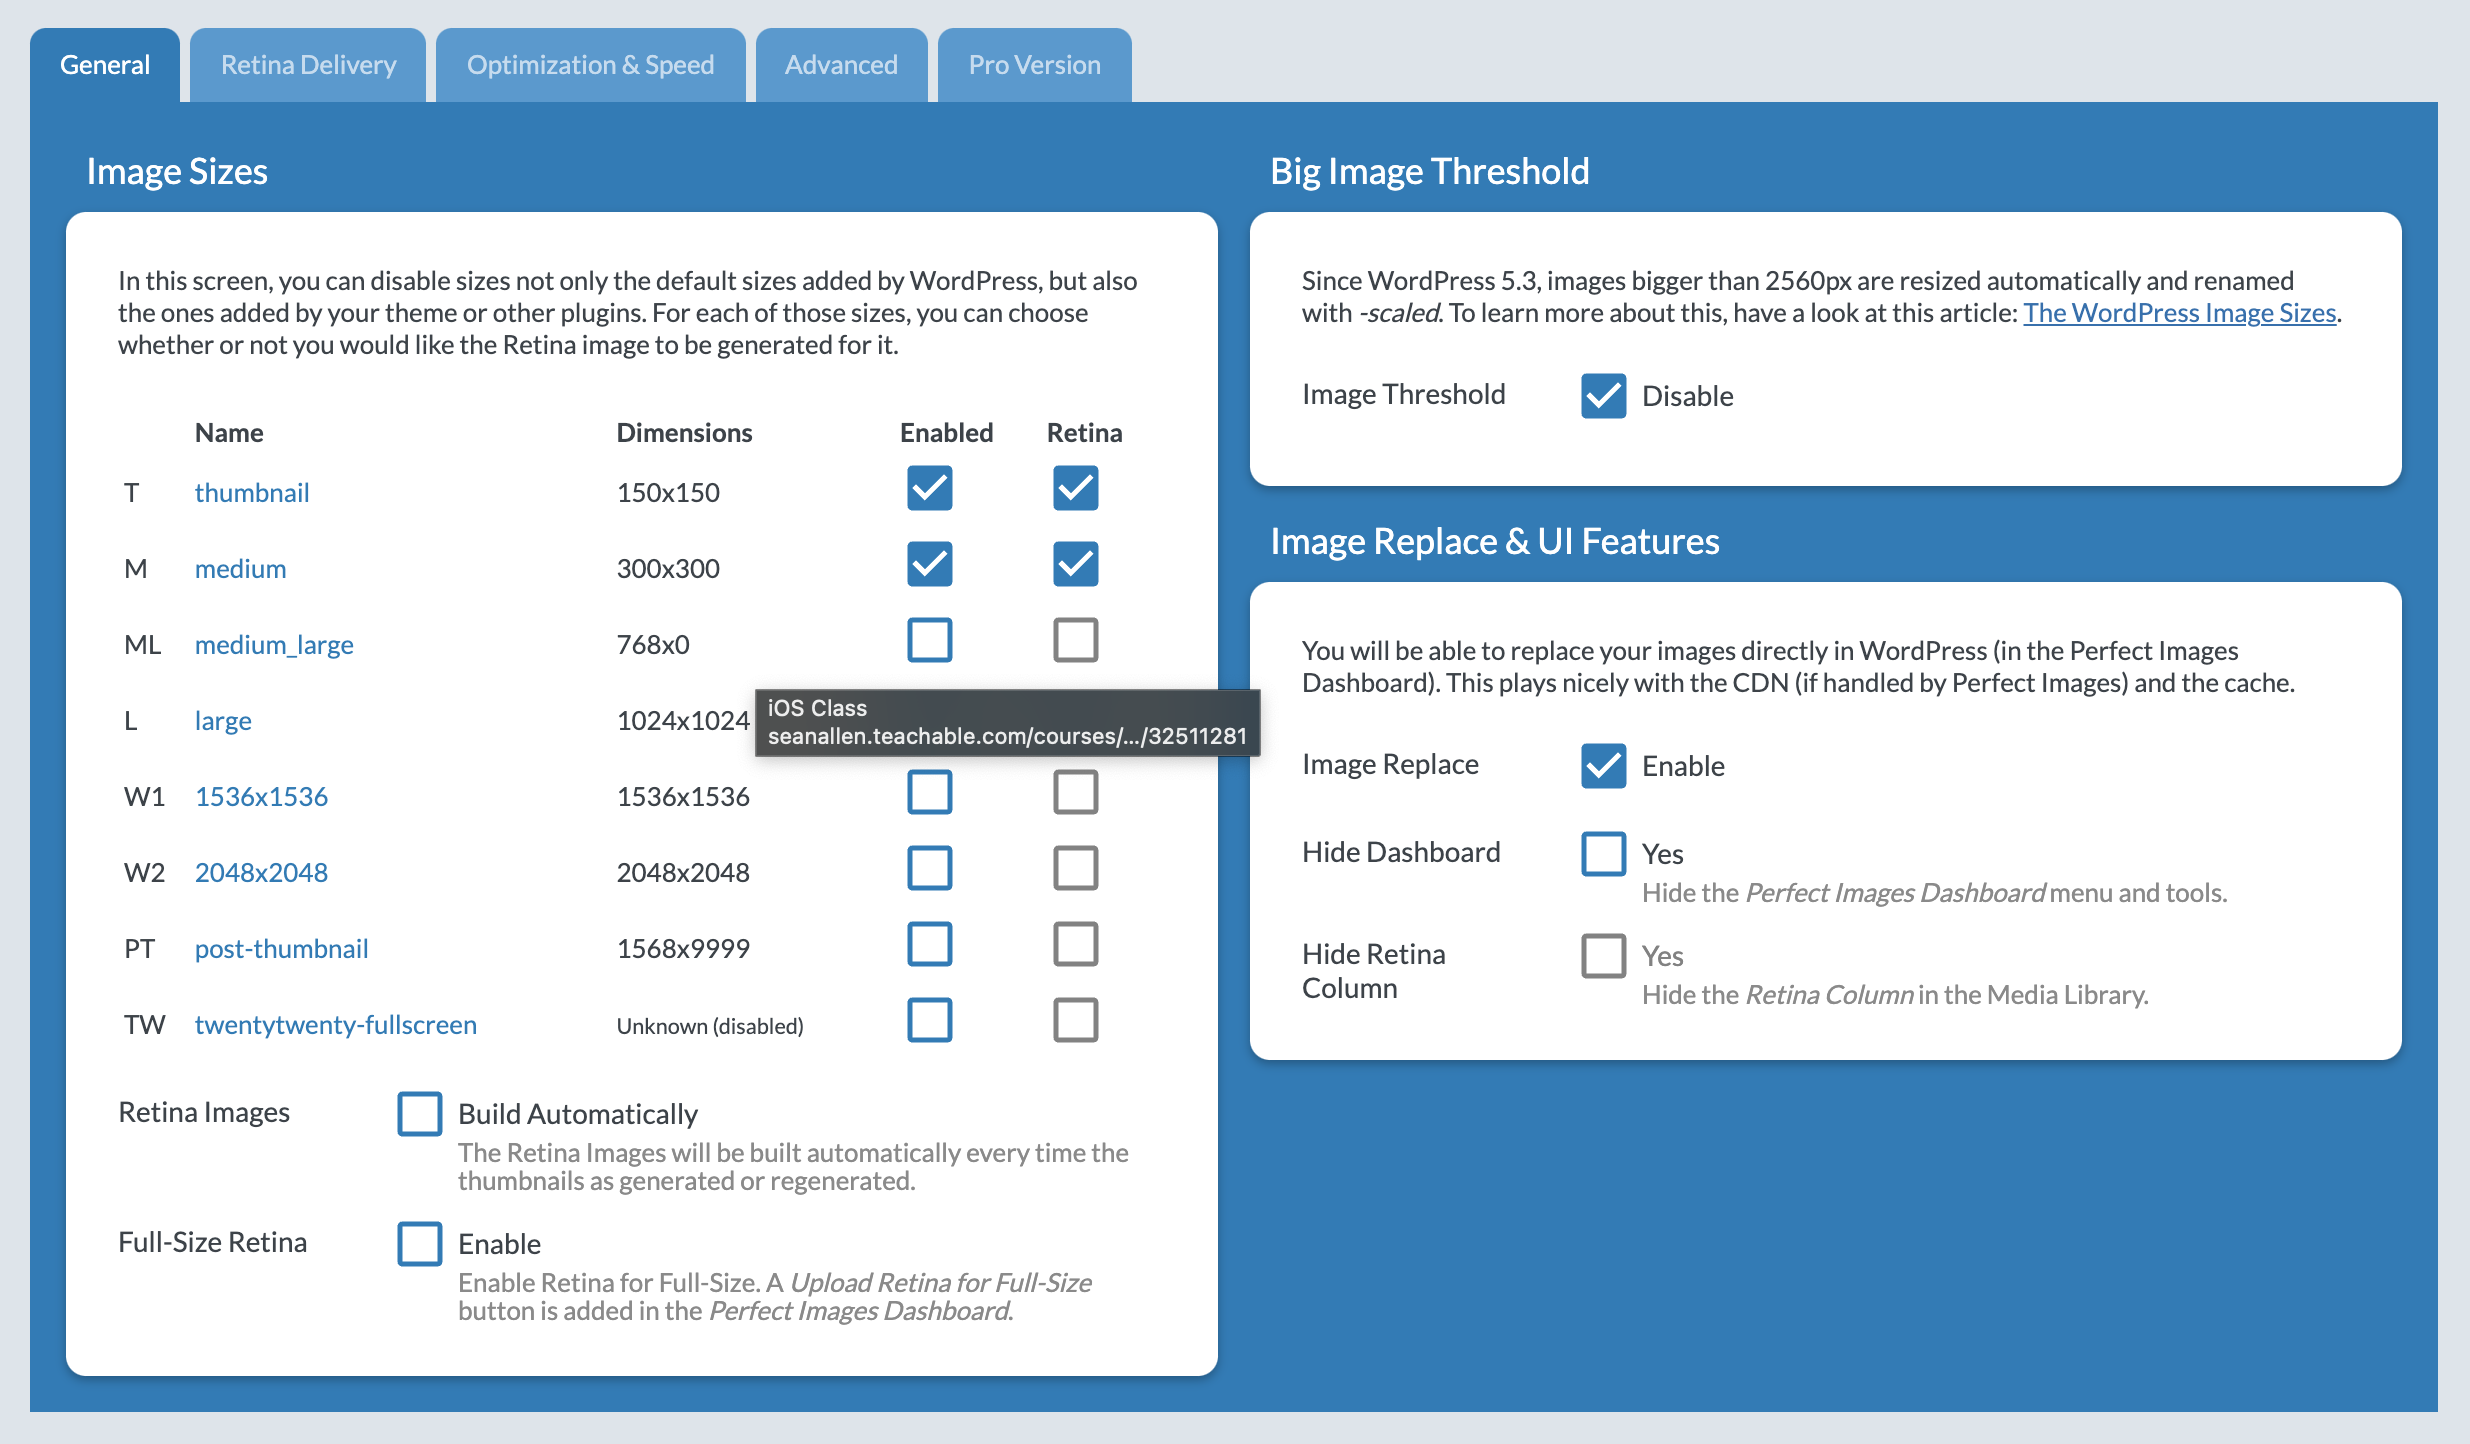 General
Retina Delivery
Optimization & Speed
Advanced
Pro Version
Image Sizes
In this screen, you can disable sizes not only the default sizes added by WordPress, but also
the ones added by your theme or other plugins. For each of those sizes, you can choose
whether or not you would like the Retina image to be generated for it.
Name Dimensions Enabled Retina
T thumbnail 150x150
M medium 300x300
ML medium_large 768x0
L large 1024x1024
iOS Class
seanallen.teachable.com/courses/.../32511281
W1 1536x1536 1536x1536
W2 2048x2048 2048x2048
PT post-thumbnail 1568x9999
TW twentytwenty-fullscreen Unknown (disabled)
Retina Images Build Automatically
The Retina Images will be built automatically every time the
thumbnails as generated or regenerated.
Full-Size Retina Enable
Enable Retina for Full-Size. A Upload Retina for Full-Size
button is added in the Perfect Images Dashboard.
Big Image Threshold
Since WordPress 5.3, images bigger than 2560px are resized automatically and renamed
with -scaled. To learn more about this, have a look at this article: The WordPress Image Sizes.
Image Threshold Disable
Image Replace & UI Features
You will be able to replace your images directly in WordPress (in the Perfect Images
Dashboard). This plays nicely with the CDN (if handled by Perfect Images) and the cache.
Image Replace Enable
Hide Dashboard Yes
Hide the Perfect Images Dashboard menu and tools.
Hide Retina
Column
Yes
Hide the Retina Column in the Media Library.